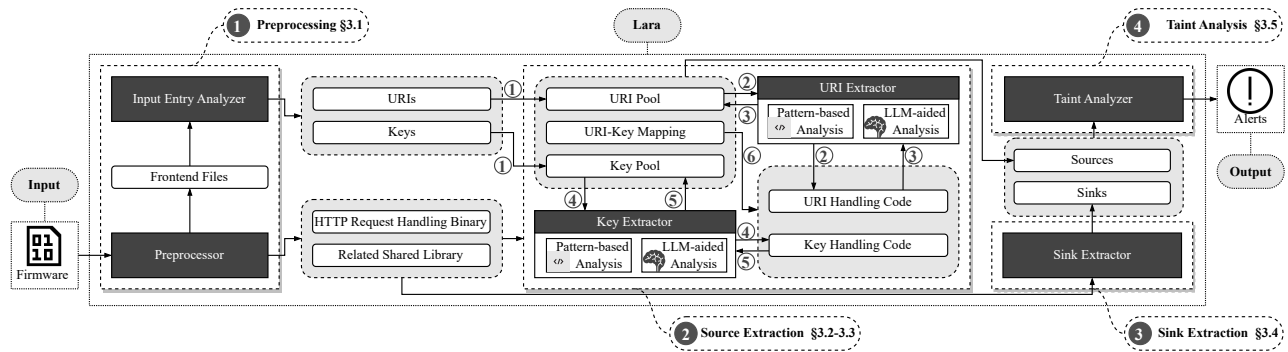 1 Preprocessing §3.1
Lara
4 Taint Analysis §3.5
Input Entry Analyzer
Frontend Files
Preprocessor
Input
0110
Firmware
URIs
Keys
HTTP Request Handling Binary
Related Shared Library
1
1
URI Pool
URI-Key Mapping
Key Pool
2
3
6
4
5
Key Extractor
Pattern-based
Analysis
</>
LLM-aided
Analysis
4
5
URI Extractor
Pattern-based
Analysis
</>
LLM-aided
Analysis
2
3
URI Handling Code
Key Handling Code
Taint Analyzer
Sources
Sinks
Sink Extractor
Alerts
Output
2 Source Extraction §3.2-3.3
3 Sink Extraction §3.4